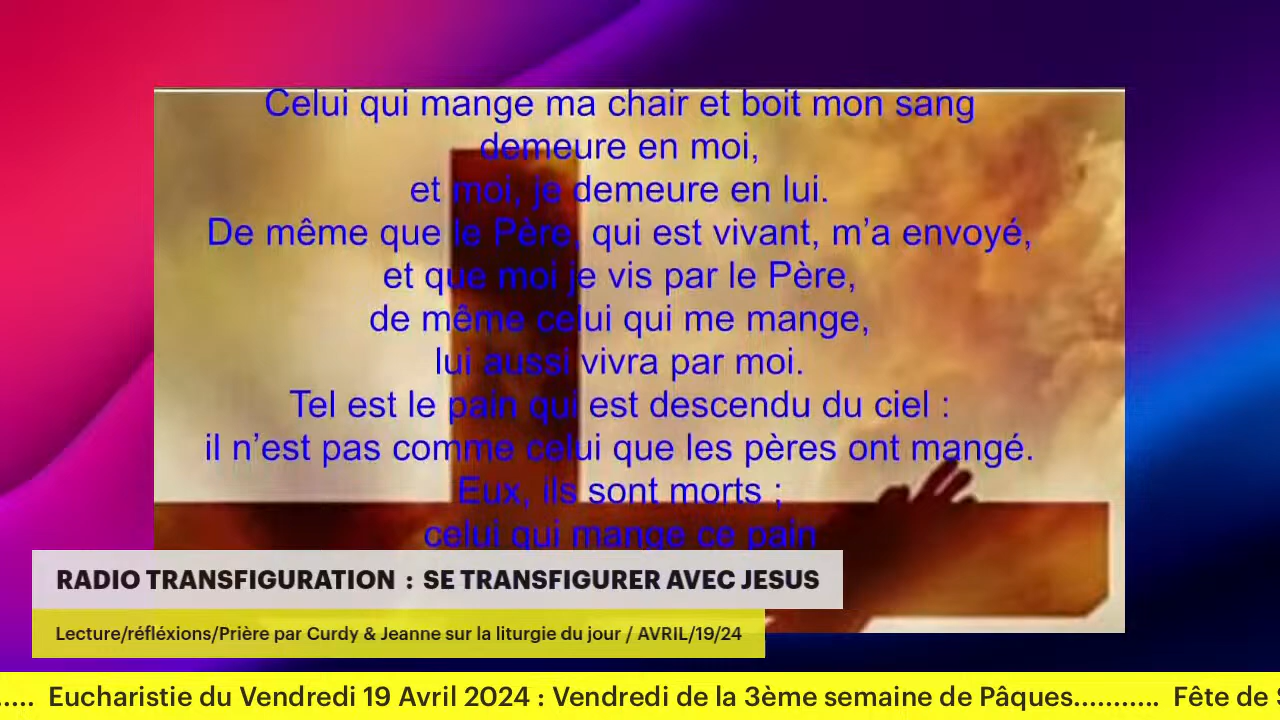 Celui qui mange ma chair et boit mon sang
demeure en moi,
et moi, je demeure en lui.
De même que le Père, qui est vivant, m’a envoyé,
et que moi je vis par le Père,
de même celui qui me mange,
lui aussi vivra par moi.
Tel est le pain qui est descendu du ciel :
il n’est pas comme celui que les pères ont mangé.
Eux, ils sont morts ;
celui qui mange ce pain
RADIO TRANSFIGURATION : SE TRANSFIGURER AVEC JESUS
Lecture/réfléxions/Prière par Curdy & Jeanne sur la liturgie du jour / AVRIL/19/24
..... Eucharistie du Vendredi 19 Avril 2024 : Vendredi de la 3ème semaine de Pâques........... Fête de